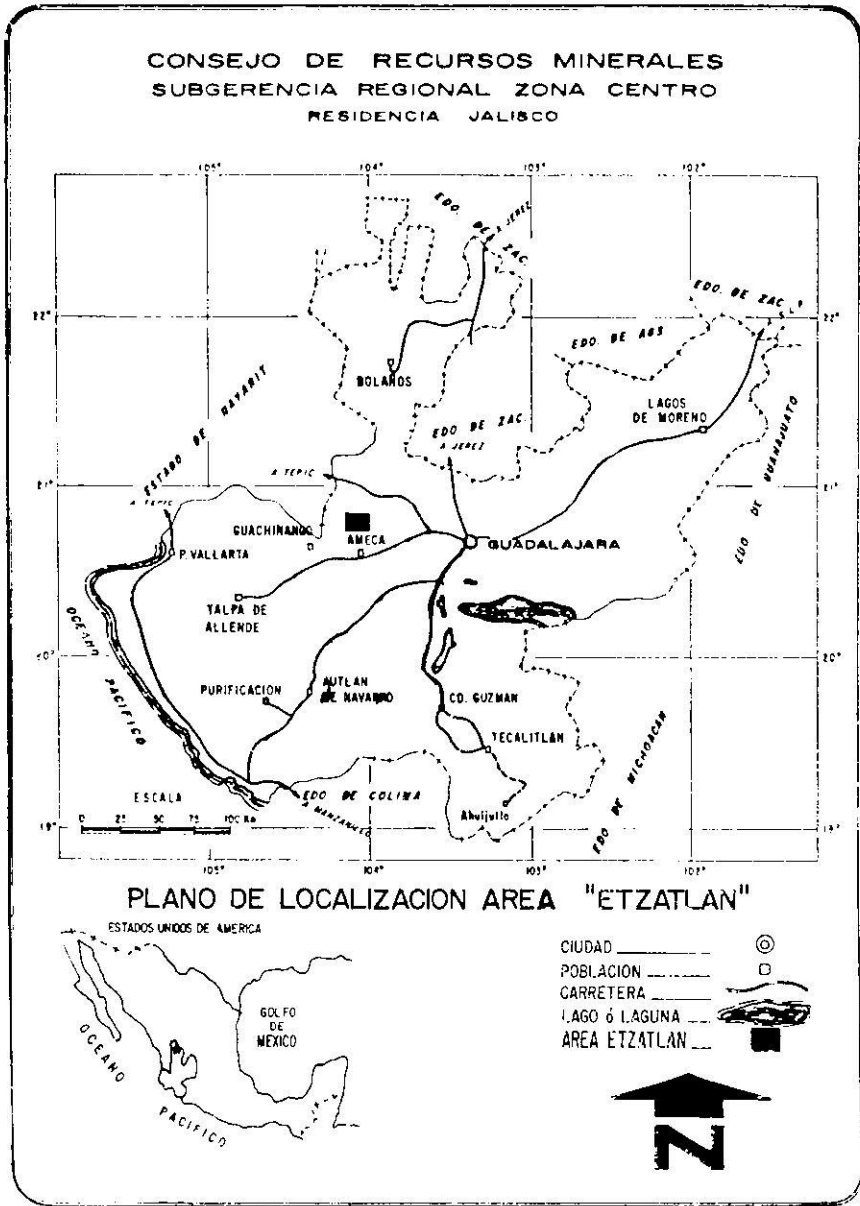 CONSEJO DE RECURSOS MINERALES
SUBGERENCIA REGIONAL ZONA CENTRO
RESIDENCIA JALISCO
105° 104° 103° 102°
EDO. DE ZAC.
A JEREZ
EDO. DE ZAC.
22° 22°
EDO. DE AGS
BOLAÑOS
LAGOS
DE MORENO
ESTADO DE NAYARIT
EDO DE ZAC.
A JEREZ
EDO DE GUANAJUATO
21° 21°
A TEPIC
A TEPIC
GUACHINANGO
AMECA
GUADALAJARA
P. VALLARTA
TALPA DE
ALLENDE
OCEANO PACIFICO
20° 20°
AUTLAN
DE NAVARRO
PURIFICACION
CD. GUZMAN
TECALITLAN
EDO DE MICHOACAN
ESCALA
0 25 50 75 100 KM
EDO DE COLIMA
A MANZANILLO
Ahuijullo
19° 19°
105° 104° 103° 102°
PLANO DE LOCALIZACION AREA "ETZATLAN"
ESTADOS UNIDOS DE AMERICA
GOLFO
DE
MEXICO
OCEANO
PACIFICO
CIUDAD
POBLACION
CARRETERA
LAGO ó LAGUNA
AREA ETZATLAN
N